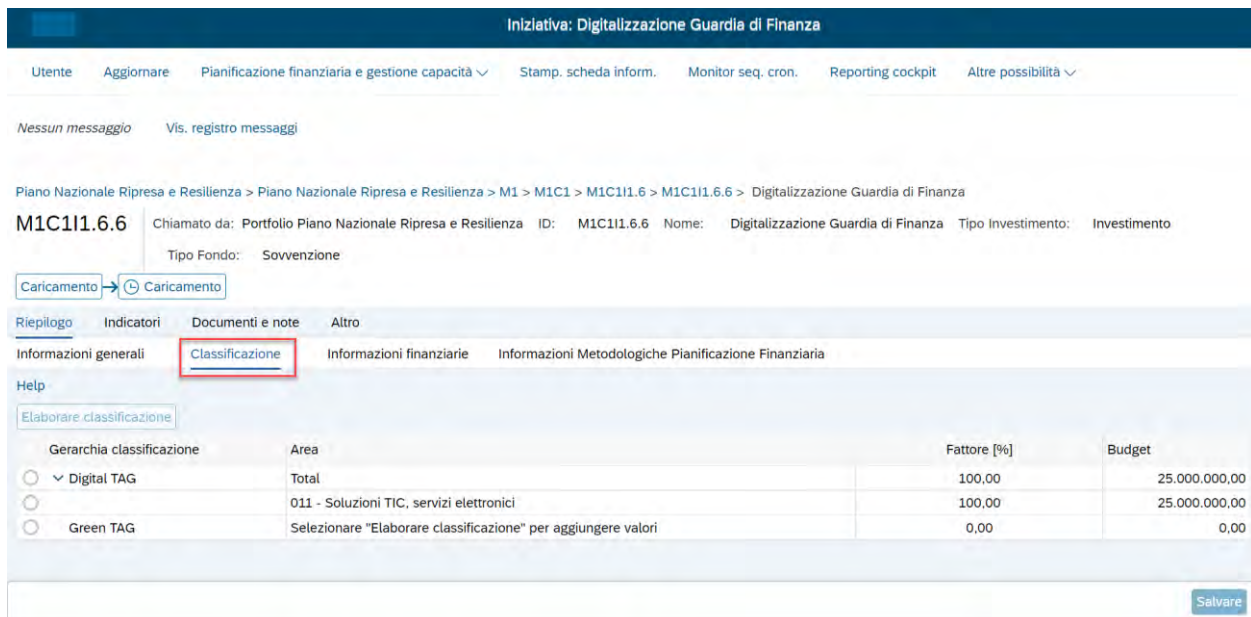 Iniziativa: Digitalizzazione Guardia di Finanza
Utente Aggiornare Pianificazione finanziaria e gestione capacità Stamp. scheda inform. Monitor seq. cron. Reporting cockpit Altre possibilità
Nessun messaggio Vis. registro messaggi
Piano Nazionale Ripresa e Resilienza > Piano Nazionale Ripresa e Resilienza > M1 > M1C1 > M1C1I1.6 > M1C1I1.6.6 > Digitalizzazione Guardia di Finanza
M1C1I1.6.6 Chiamato da: Portfolio Piano Nazionale Ripresa e Resilienza ID: M1C1I1.6.6 Nome: Digitalizzazione Guardia di Finanza Tipo Investimento: Investimento
Tipo Fondo: Sovvenzione
Caricamento Caricamento
Riepilogo Indicatori Documenti e note Altro
Informazioni generali Classificazione Informazioni finanziarie Informazioni Metodologiche Pianificazione Finanziaria
Help
Elaborare classificazione
Gerarchia classificazione Area Fattore [%] Budget
Digital TAG Total 100,00 25.000.000,00
011 - Soluzioni TIC, servizi elettronici 100,00 25.000.000,00
Green TAG Selezionare "Elaborare classificazione" per aggiungere valori 0,00 0,00
Salvare